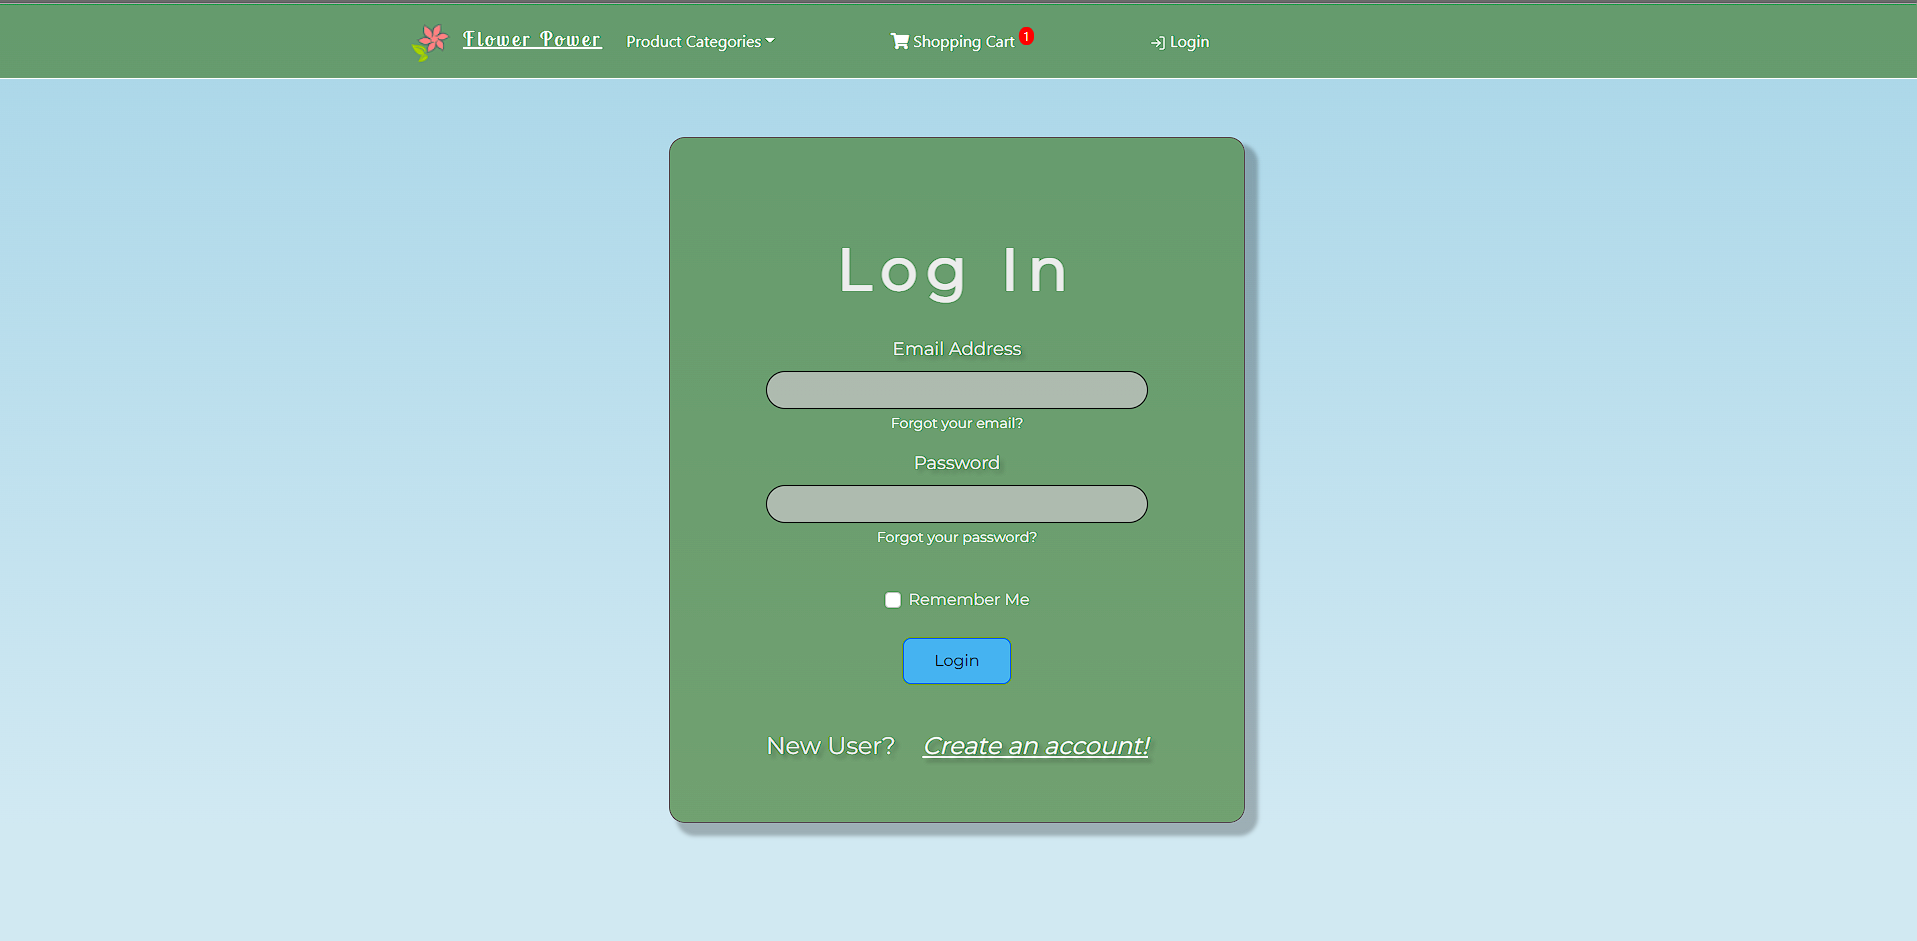 Flower Power Product Categories Shopping Cart 1 Login
Log In
Email Address
Forgot your email?
Password
Forgot your password?
Remember Me
Login
New User? Create an account!